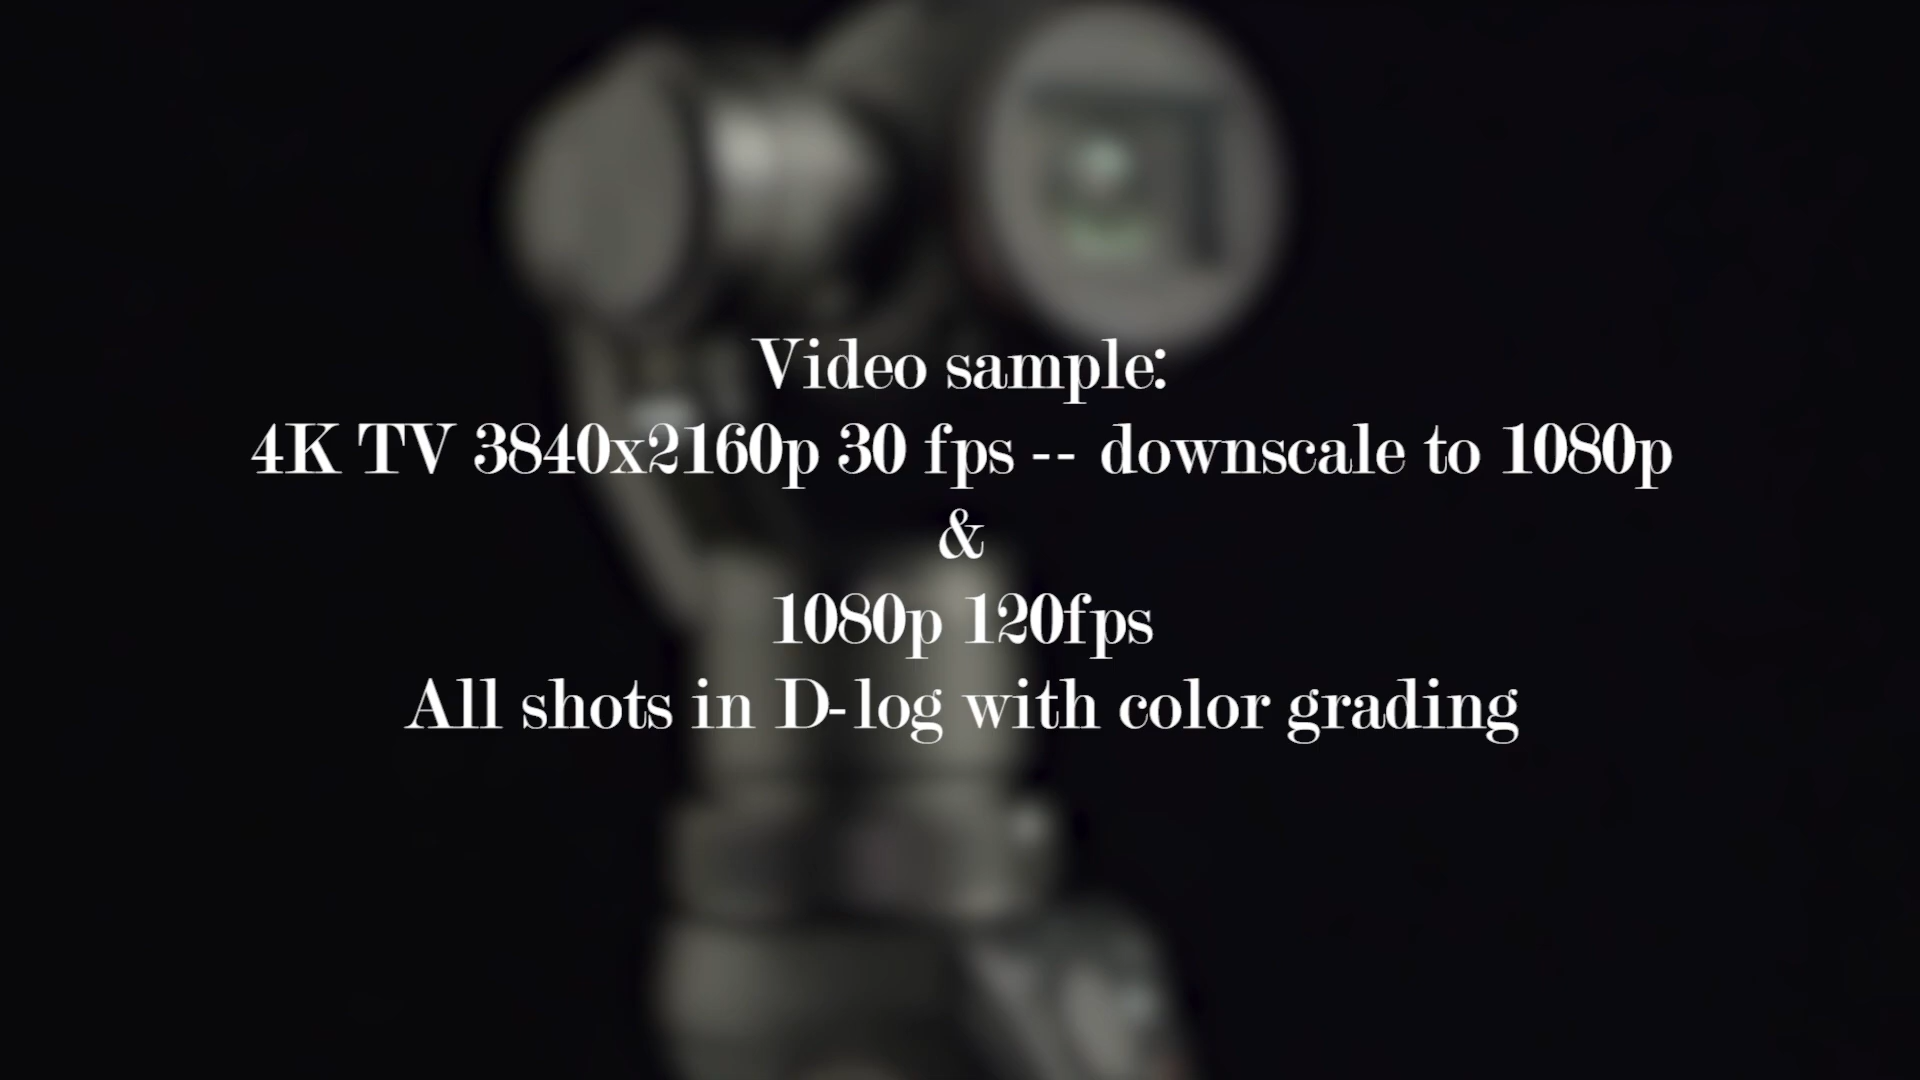 Video sample:
4K TV 3840x2160p 30 fps -- downscale to 1080p
&
1080p 120fps
All shots in D-log with color grading